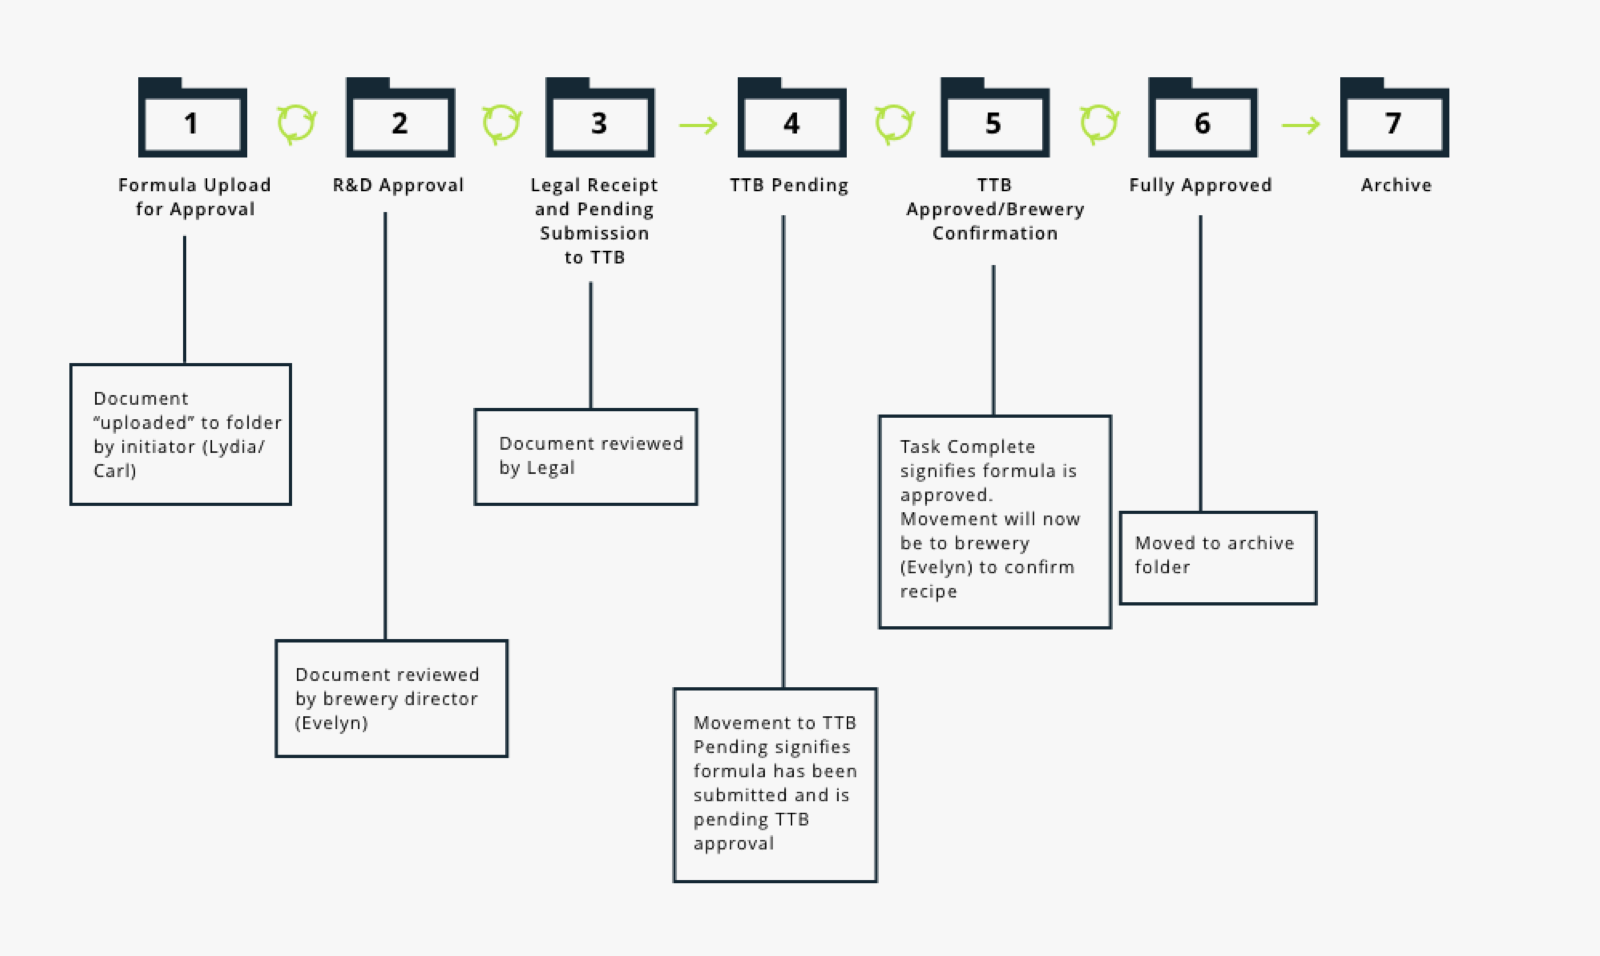 1
2
3
4
5
6
7
Formula Upload
for Approval
R&D Approval
Legal Receipt
and Pending
Submission
to TTB
TTB Pending
TTB
Approved/Brewery
Confirmation
Fully Approved
Archive
Document
“uploaded” to folder
by initiator (Lydia/
Carl)
Document reviewed
by brewery director
(Evelyn)
Document reviewed
by Legal
Movement to TTB
Pending signifies
formula has been
submitted and is
pending TTB
approval
Task Complete
signifies formula is
approved.
Movement will now
be to brewery
(Evelyn) to confirm
recipe
Moved to archive
folder